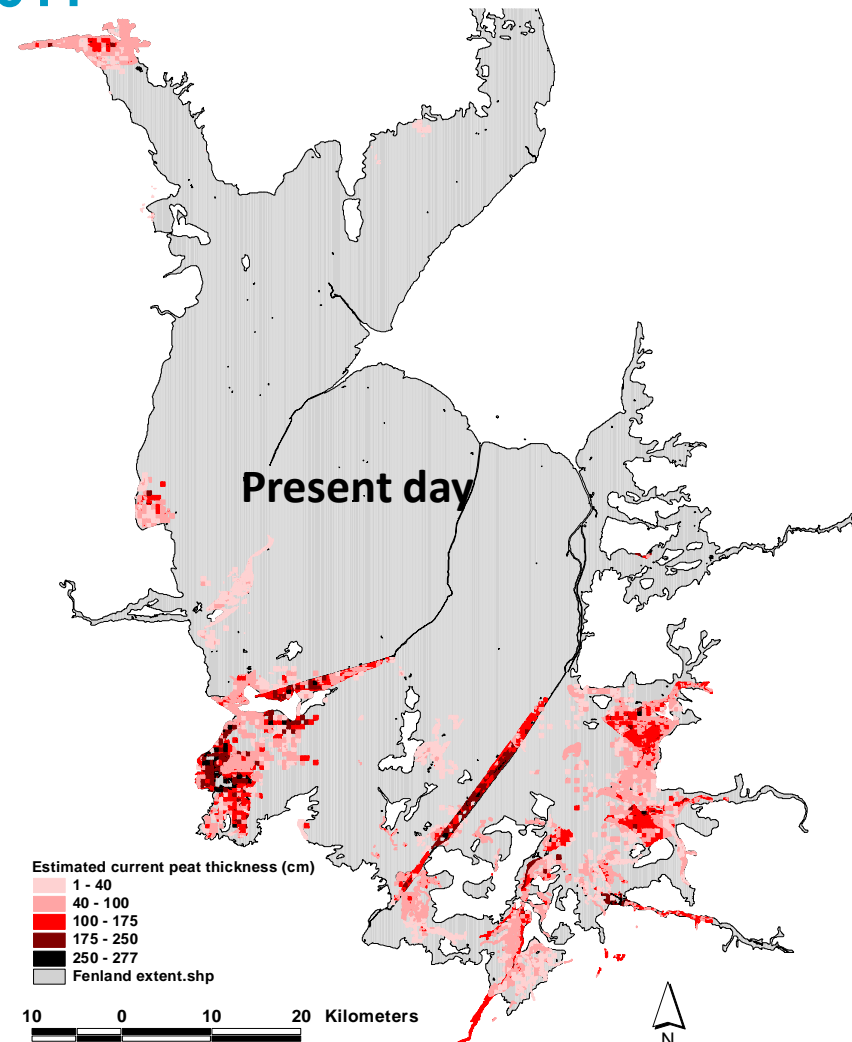 Present day
Estimated current peat thickness (cm)
1 - 40
40 - 100
100 - 175
175 - 250
250 - 277
Fenland extent.shp
10 0 10 20 Kilometers
N